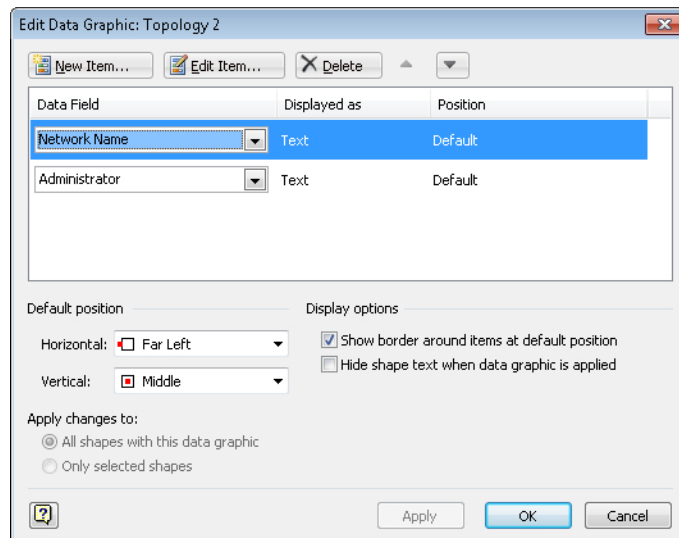 Edit Data Graphic: Topology 2
New Item... Edit Item... Delete
Data Field Displayed as Position
Network Name Text Default
Administrator Text Default
Default position Display options
Horizontal: Far Left Show border around items at default position
Hide shape text when data graphic is applied
Vertical: Middle
Apply changes to:
All shapes with this data graphic
Only selected shapes
? Apply OK Cancel